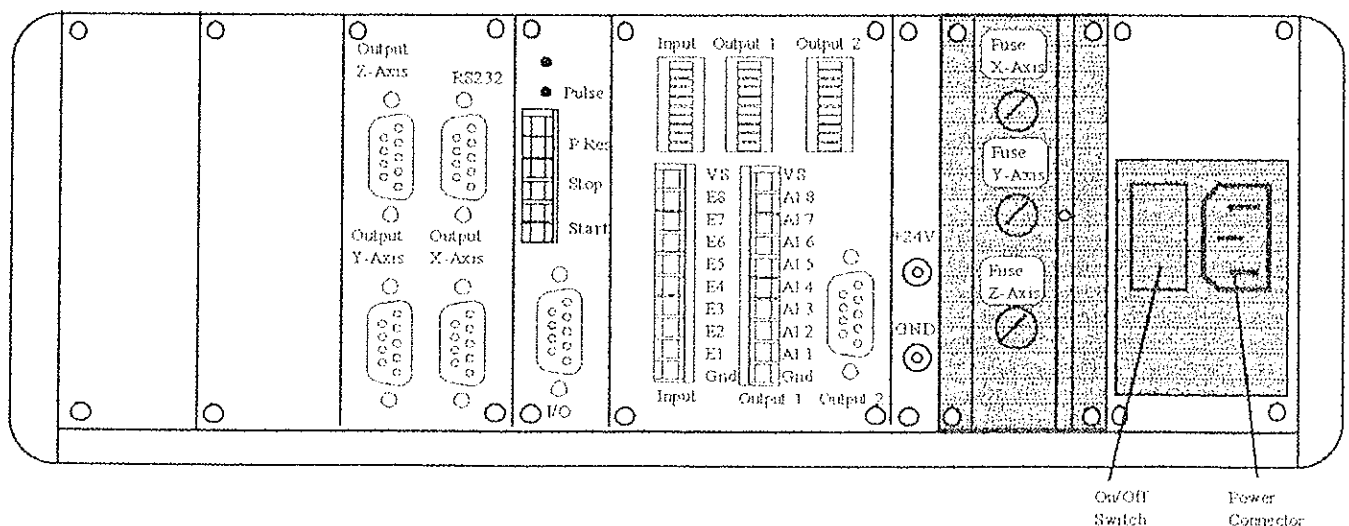 Output
Z-Axis
RS232
Output
Y-Axis
Output
X-Axis
Pulse
P Res
Stop
Start
I/O
Input
Output 1
Output 2
VS
E8
E7
E6
E5
E4
E3
E2
E1
Gnd
Input
VS
A1 8
A1 7
A1 6
A1 5
A1 4
A1 3
A1 2
A1 1
Gnd
Output 1
Output 2
+24V
GND
Fuse
X-Axis
Fuse
Y-Axis
Fuse
Z-Axis
On/Off
Switch
Power
Connector